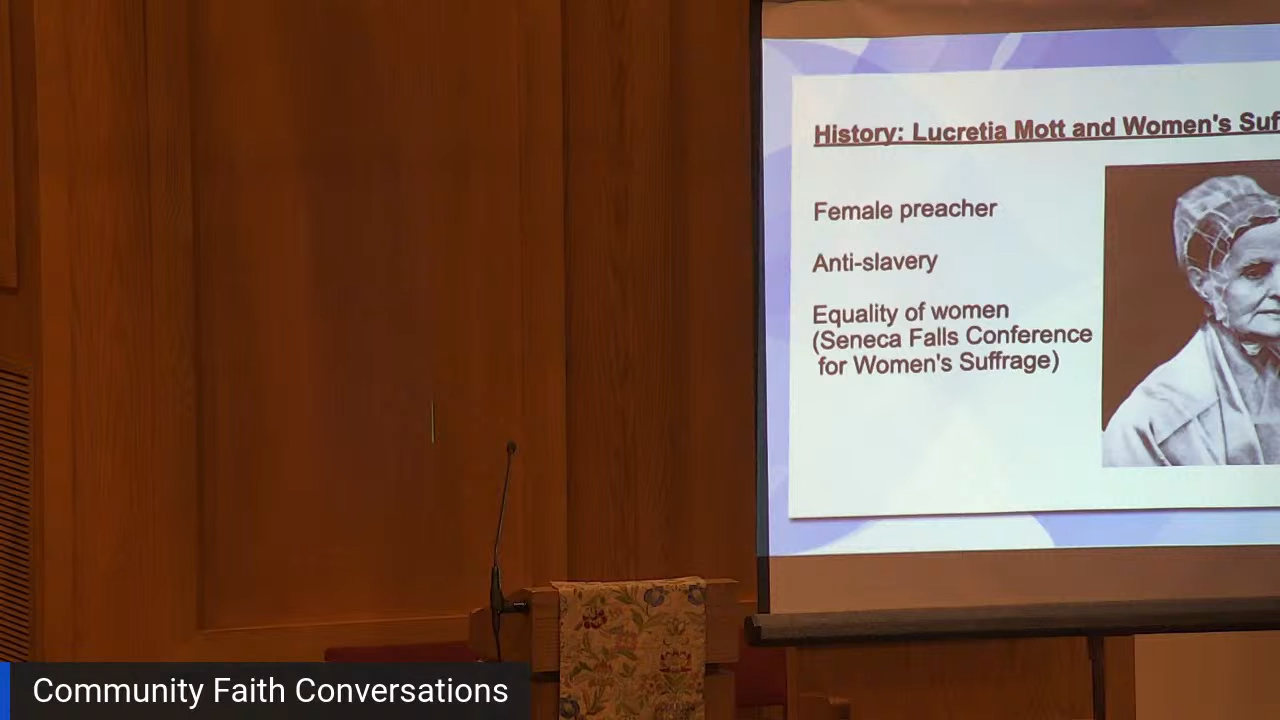 History: Lucretia Mott and Women's Suf
Female preacher
Anti-slavery
Equality of women
(Seneca Falls Conference
for Women's Suffrage)
Community Faith Conversations